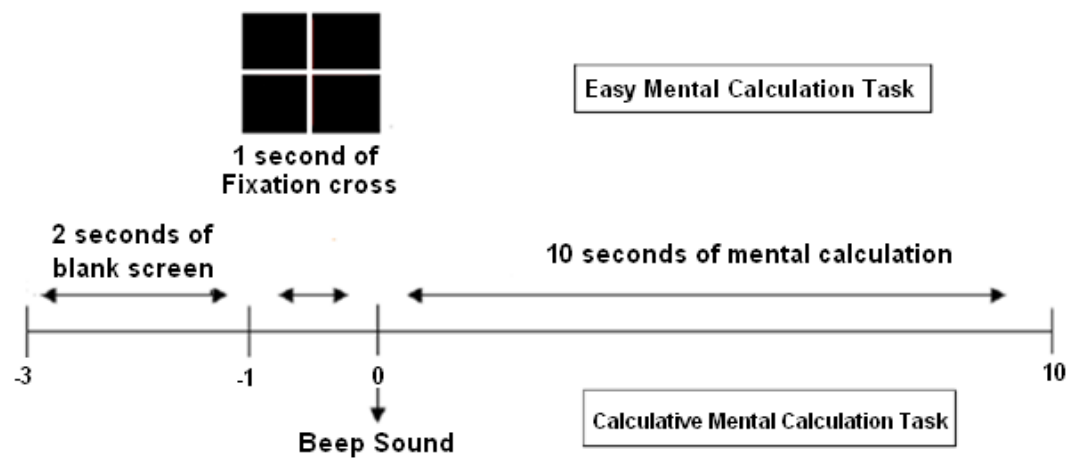 Easy Mental Calculation Task
1 second of
Fixation cross
2 seconds of
blank screen
10 seconds of mental calculation
-3
-1
0
10
Beep Sound
Calculative Mental Calculation Task